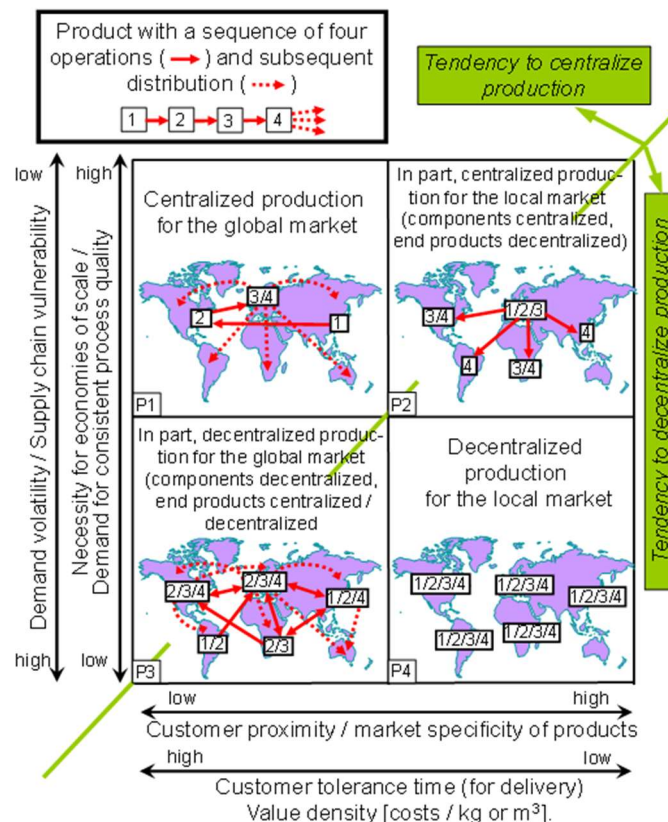 Product with a sequence of four
operations ( ) and subsequent
distribution ( )
1 2 3 4
Tendency to centralize
production
Tendency to decentralize production
low
high
Demand volatility / Supply chain vulnerability
high
low
Necessity for economies of scale /
Demand for consistent process quality
Centralized production
for the global market
3/4
2
1
P1
In part, centralized produc-
tion for the local market
(components centralized,
end products decentralized)
3/4
1/2/3
4
4
3/4
P2
In part, decentralized produc-
tion for the global market
(components decentralized,
end products centralized /
decentralized
2/3/4
2/3/4
1/2/4
1/2
2/3
P3
Decentralized
production
for the local market
1/2/3/4
1/2/3/4
1/2/3/4
1/2/3/4
1/2/3/4
P4
low
high
Customer proximity / market specificity of products
high
low
Customer tolerance time (for delivery)
Value density [costs / kg or m³].